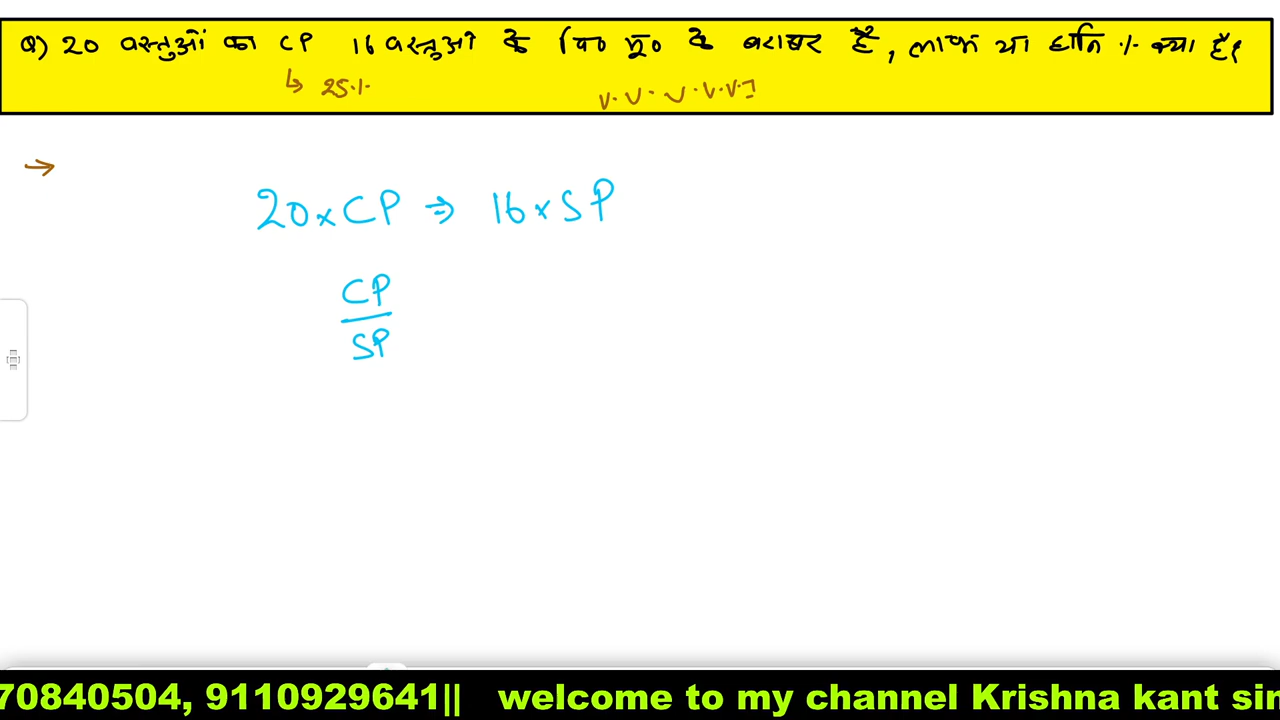 Q) 20 वस्तुओं का CP 16 वस्तुओं के वि० मू० के बराबर है, लाभ या हानि % क्या है?
↳ 25% V. V. V. V. V. I
→
20 × CP ⇒ 16 × SP
CP
SP
70840504, 9110929641|| welcome to my channel Krishna kant sin